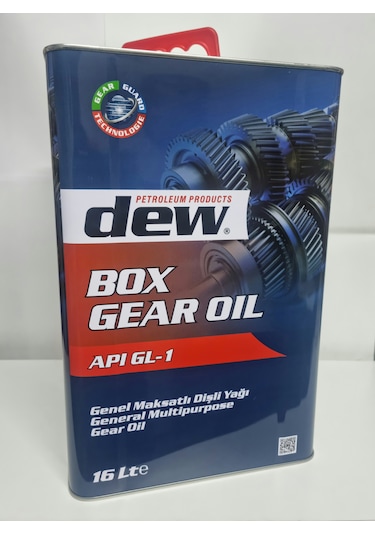 GEAR GUARD
TECHNOLOGIE
PETROLEUM PRODUCTS
dew®
BOX
GEAR OIL
API GL-1
Genel Maksatlı Dişli Yağı
General Multipurpose
Gear Oil
16 Lt℮